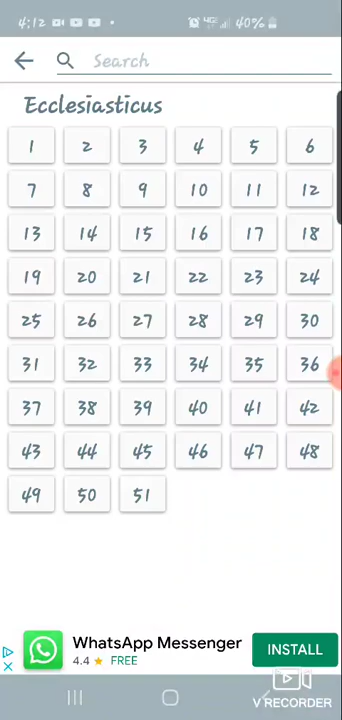 4:12 40%
Search
Ecclesiasticus
1 2 3 4 5 6
7 8 9 10 11 12
13 14 15 16 17 18
19 20 21 22 23 24
25 26 27 28 29 30
31 32 33 34 35 36
37 38 39 40 41 42
43 44 45 46 47 48
49 50 51
WhatsApp Messenger
4.4 ★ FREE
INSTALL
V RECORDER